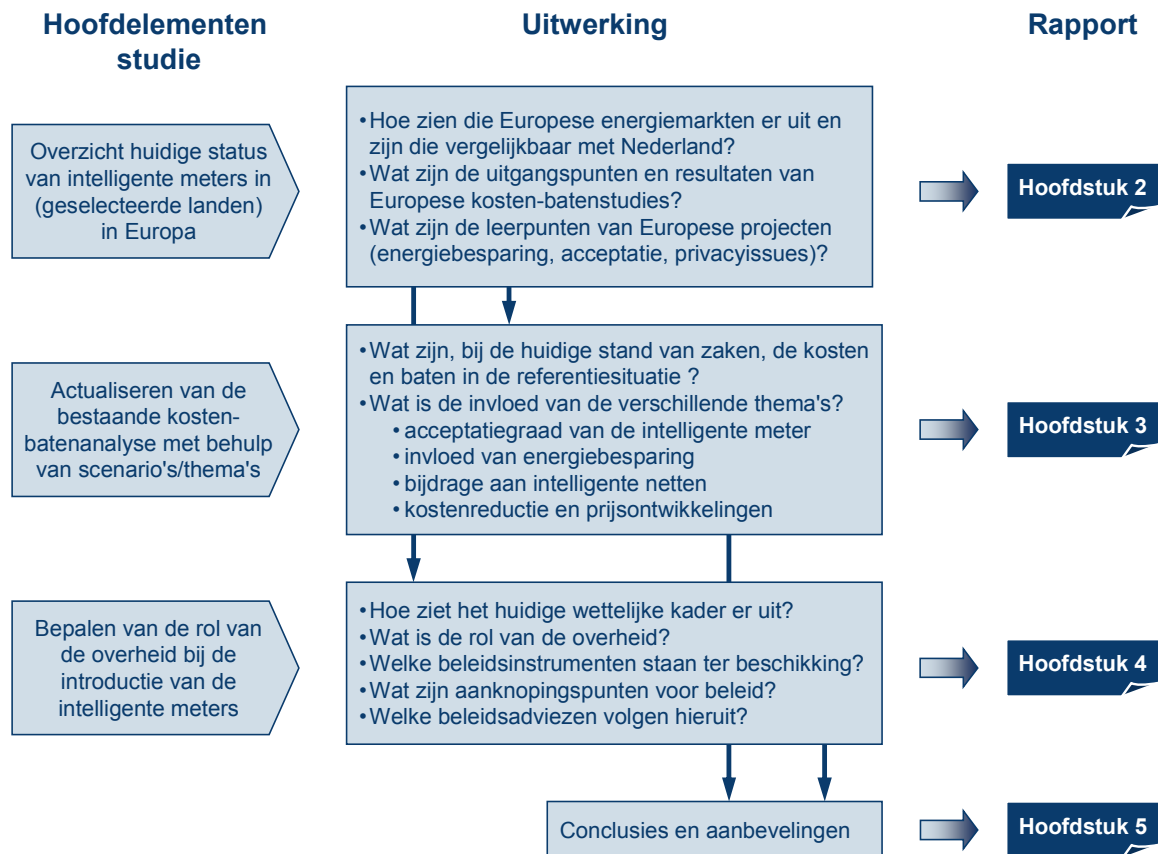 Hoofdelementen
studie
Uitwerking
Rapport
Overzicht huidige status
van intelligente meters in
(geselecteerde landen)
in Europa
•Hoe zien die Europese energiemarkten er uit en
zijn die vergelijkbaar met Nederland?
•Wat zijn de uitgangspunten en resultaten van
Europese kosten-batenstudies?
•Wat zijn de leerpunten van Europese projecten
(energiebesparing, acceptatie, privacyissues)?
Hoofdstuk 2
Actualiseren van de
bestaande kosten-
batenanalyse met behulp
van scenario's/thema's
•Wat zijn, bij de huidige stand van zaken, de kosten
en baten in de referentiesituatie ?
•Wat is de invloed van de verschillende thema's?
•acceptatiegraad van de intelligente meter
•invloed van energiebesparing
•bijdrage aan intelligente netten
•kostenreductie en prijsontwikkelingen
Hoofdstuk 3
Bepalen van de rol van
de overheid bij de
introductie van de
intelligente meters
•Hoe ziet het huidige wettelijke kader er uit?
•Wat is de rol van de overheid?
•Welke beleidsinstrumenten staan ter beschikking?
•Wat zijn aanknopingspunten voor beleid?
•Welke beleidsadviezen volgen hieruit?
Hoofdstuk 4
Conclusies en aanbevelingen
Hoofdstuk 5